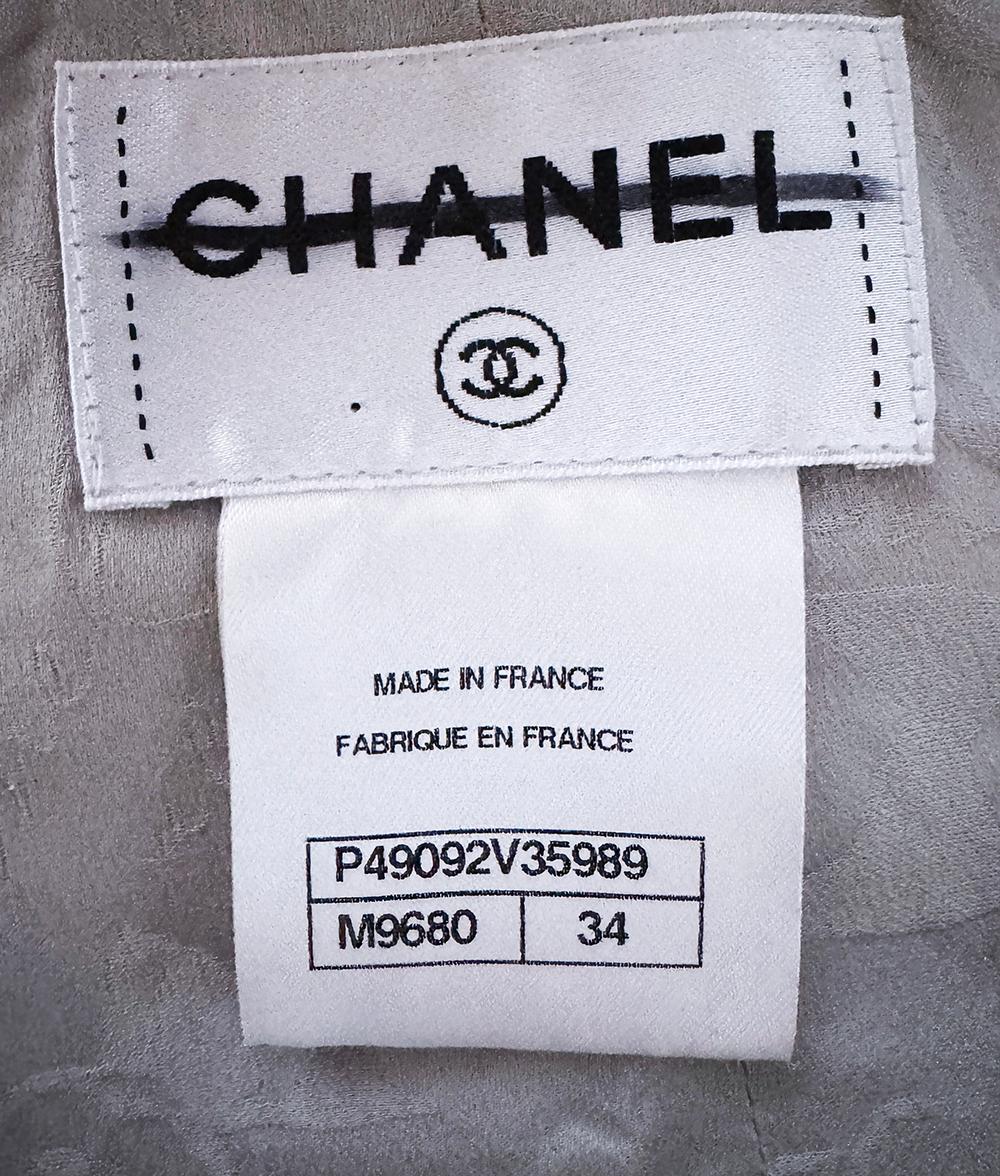 CHANEL
MADE IN FRANCE
FABRIQUE EN FRANCE
P49092V35989
M9680 34